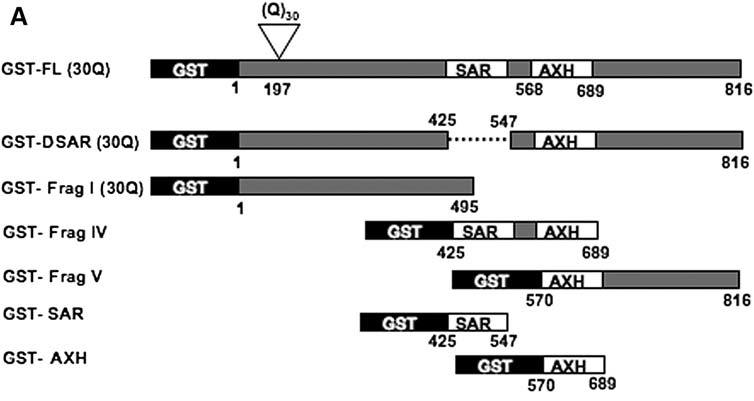 A
(Q)30
GST-FL (30Q) GST SAR AXH
1 197 568 689 816
425 547
GST-DSAR (30Q) GST AXH
1 816
GST- Frag I (30Q) GST
1 495
GST- Frag IV GST SAR AXH
425 689
GST- Frag V GST AXH
570 816
GST- SAR GST SAR
425 547
GST- AXH GST AXH
570 689